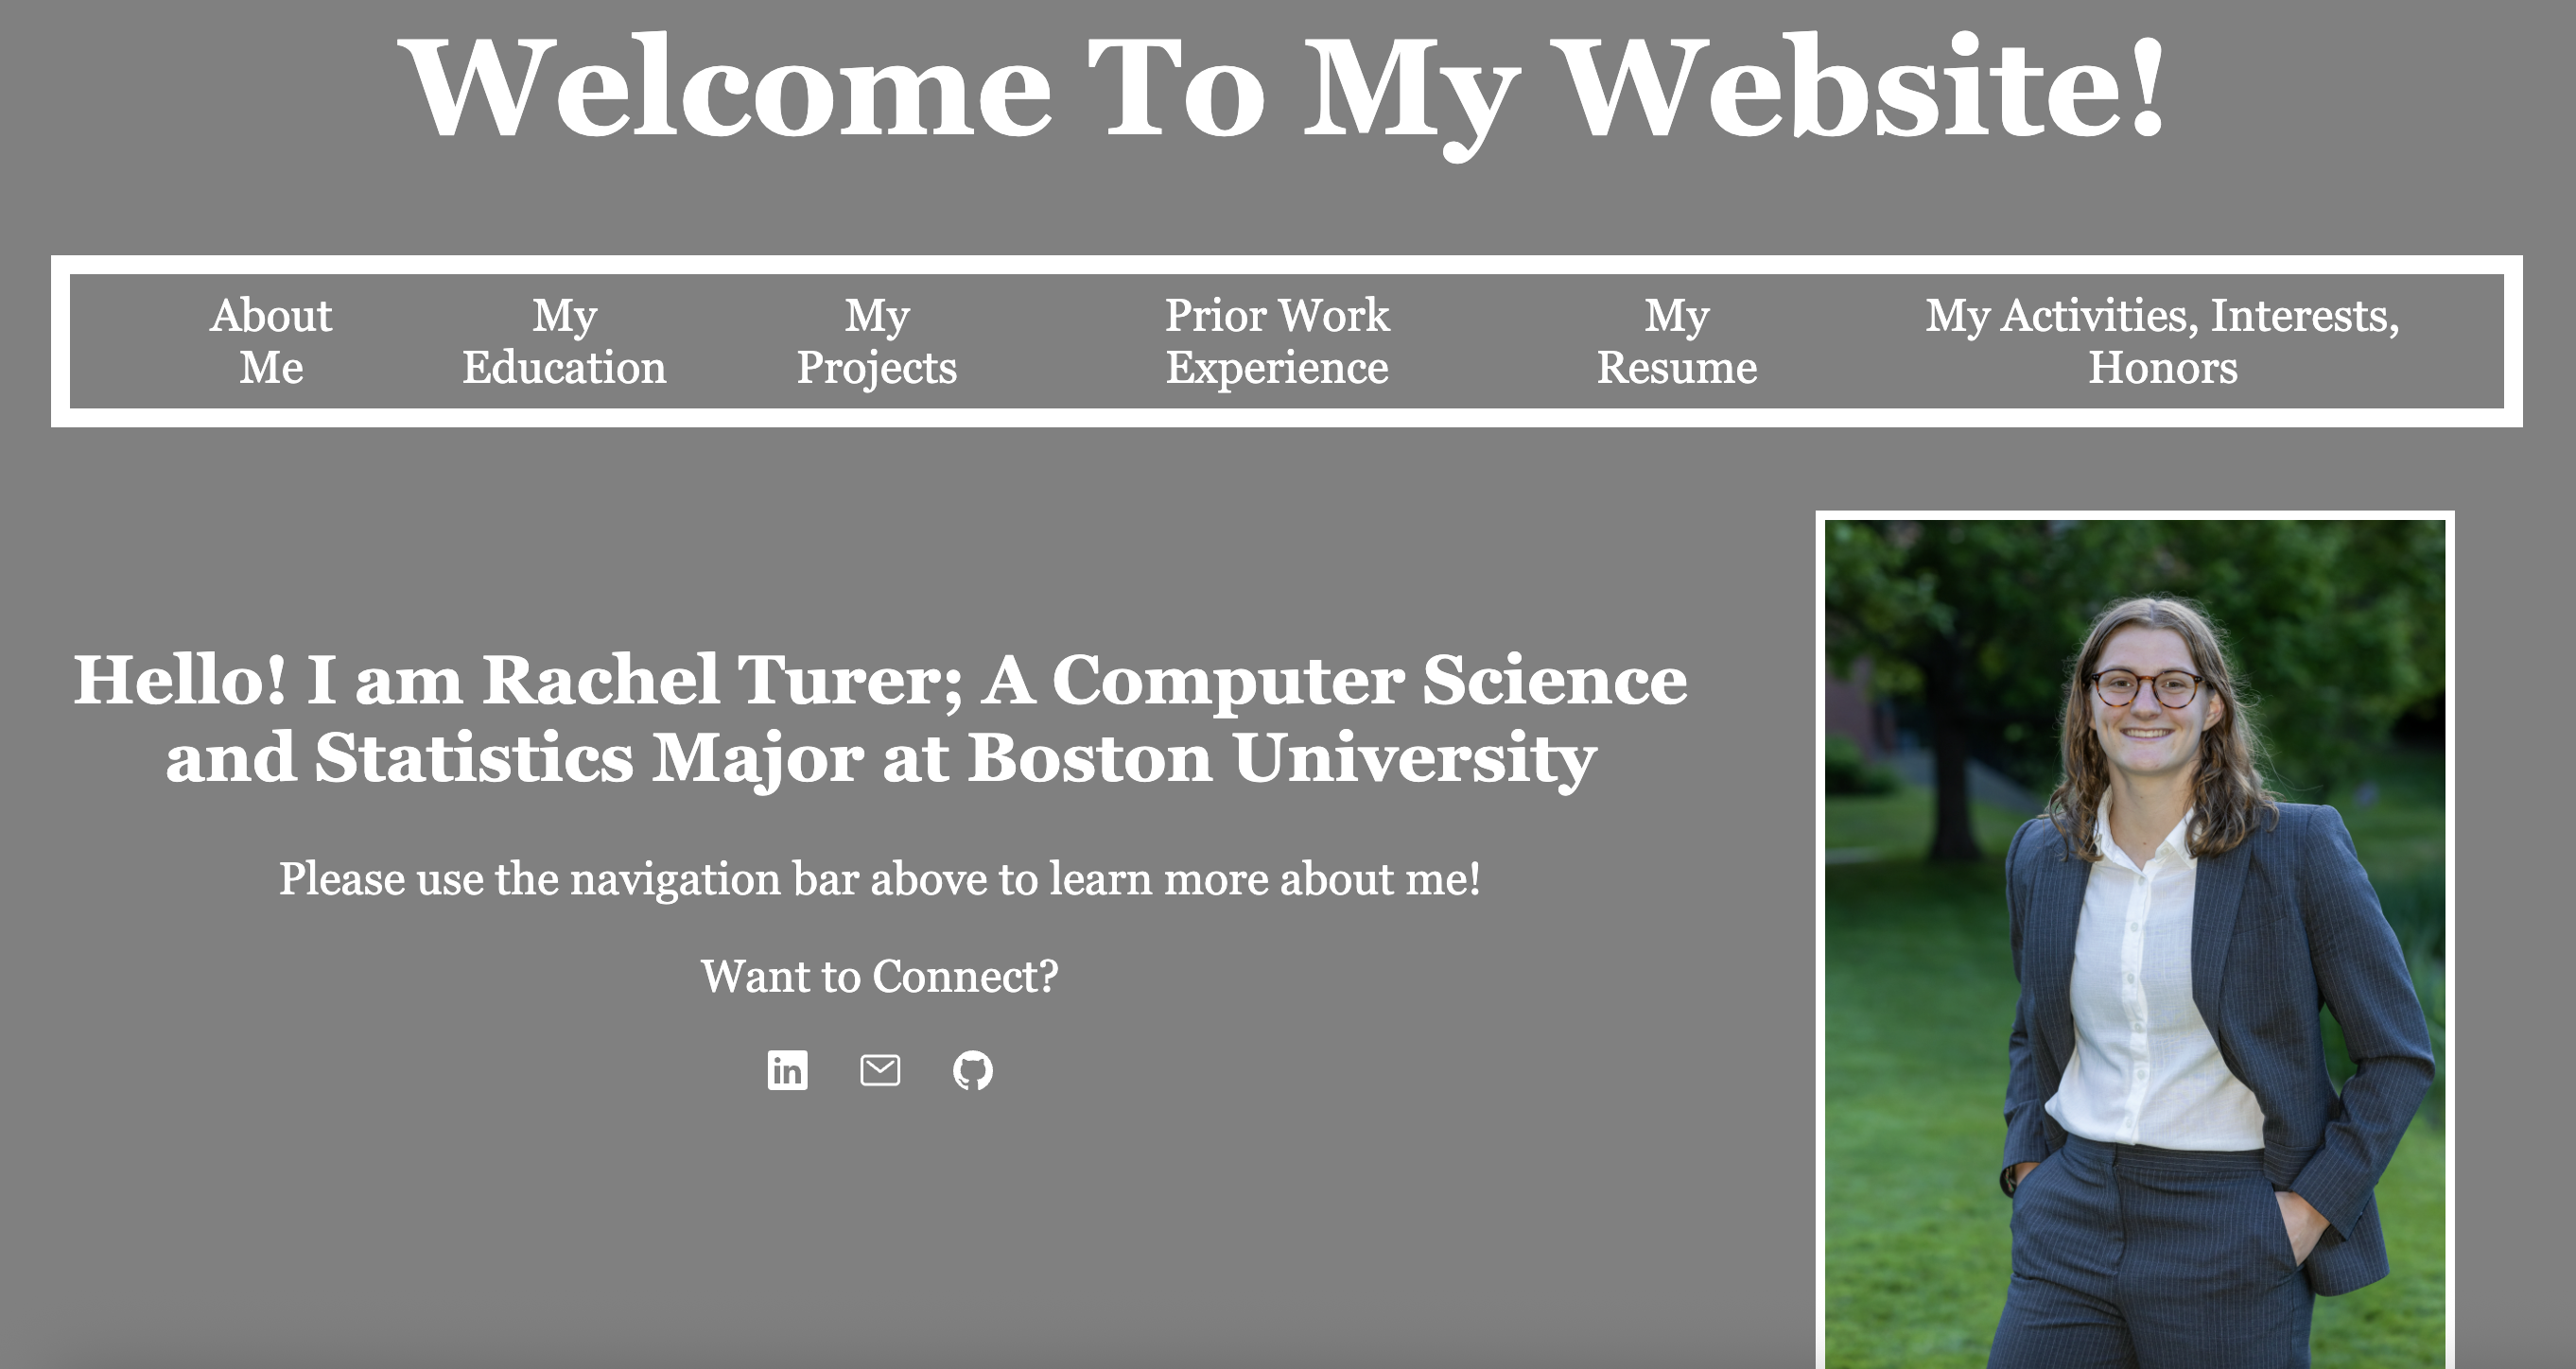 Welcome To My Website!
About
Me
My
Education
My
Projects
Prior Work
Experience
My
Resume
My Activities, Interests,
Honors
Hello! I am Rachel Turer; A Computer Science
and Statistics Major at Boston University
Please use the navigation bar above to learn more about me!
Want to Connect?
in